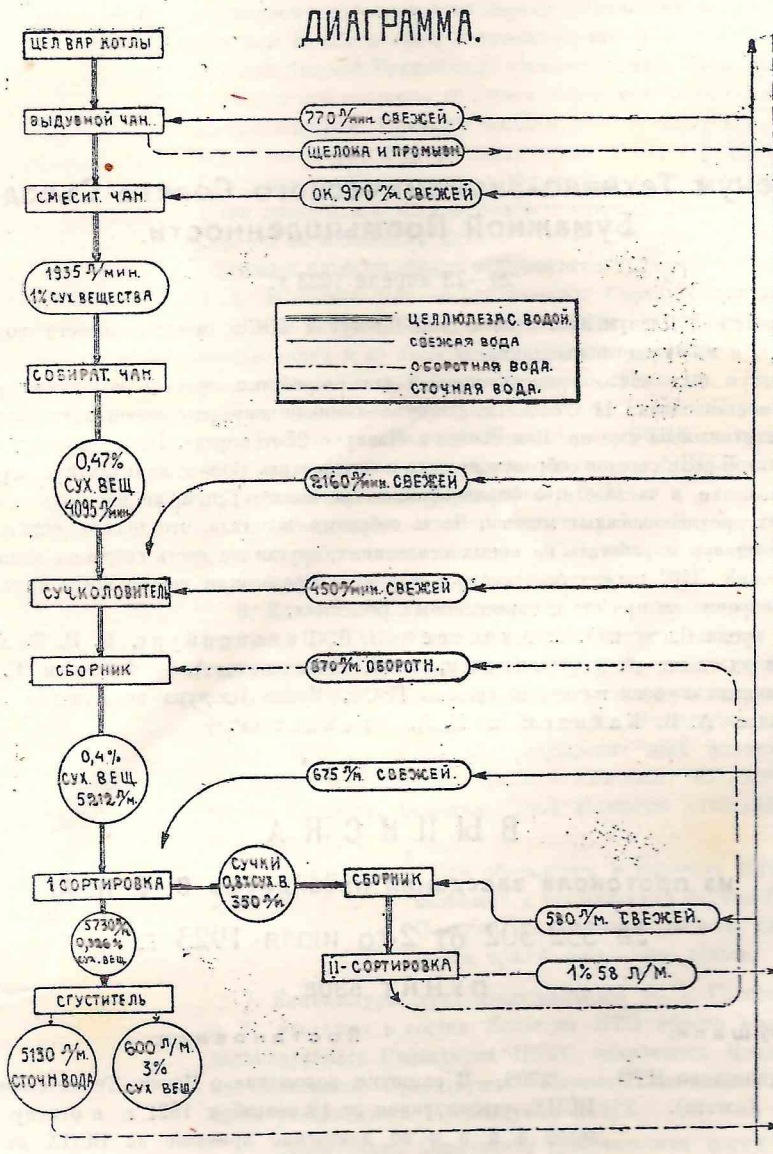 ДИАГРАММА.
ЦЕЛ ВАР КОТЛЫ
ВЫДУВНОЙ ЧАН..
770 Л/мин. СВЕЖЕЙ.
ЩЕЛОКА И ПРОМЫВН.
СМЕСИТ. ЧАН.
ОК. 970 Л/м. СВЕЖЕЙ
1935 Л/МИН.
1% СУХ ВЕЩЕСТВА
ЦЕЛЛЮЛЕЗА С ВОДОЙ.
СВЕЖАЯ ВОДА
ОБОРОТНАЯ ВОДА.
СТОЧНАЯ ВОДА.
СОБИРАТ. ЧАН.
0,47%
СУХ. ВЕЩ
4095 Л/мин.
2160 Л/мин. СВЕЖЕЙ
СУЧ. КОЛОВИТЕЛЬ
450 Л/мин. СВЕЖЕЙ
СБОРНИК
670 Л/м. ОБОРОТН.
0,4%
СУХ. ВЕЩ.
5212 Л/м.
675 Л/м. СВЕЖЕЙ.
1 СОРТИРОВКА
СУЧКИ
0,8% СУХ. В.
350 Л/м.
СБОРНИК
5730 Л/м.
0,326%
СУХ. ВЕЩ.
580 Л/м. СВЕЖЕЙ.
II-СОРТИРОВКА
1% 58 Л/М.
СГУСТИТЕЛЬ
5130 Л/м.
СТОЧН ВОДА
600 Л/М.
3%
СУХ ВЕЩ.